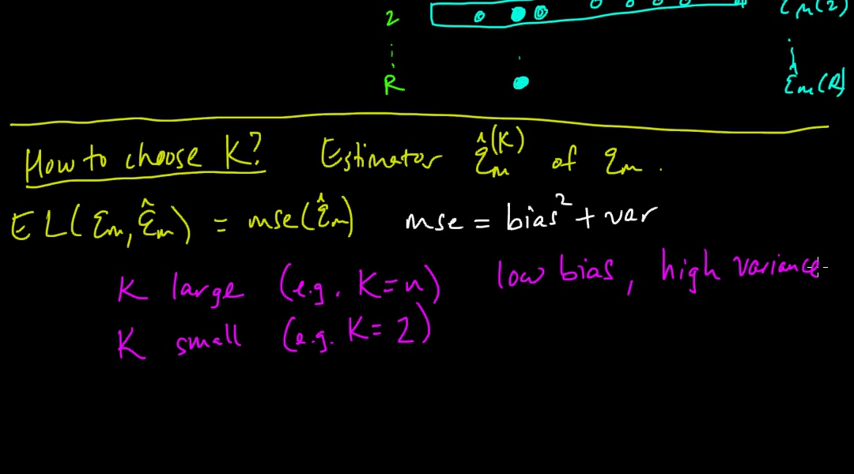 2 ε̂m(2)
⋮ ⋮
R ε̂m(R)
How to choose K? Estimator ε̂m^(K) of εm.
EL(εm, ε̂m) = mse(ε̂m) mse = bias² + var
K large (e.g. K=n) low bias, high variance
K small (e.g. K=2)